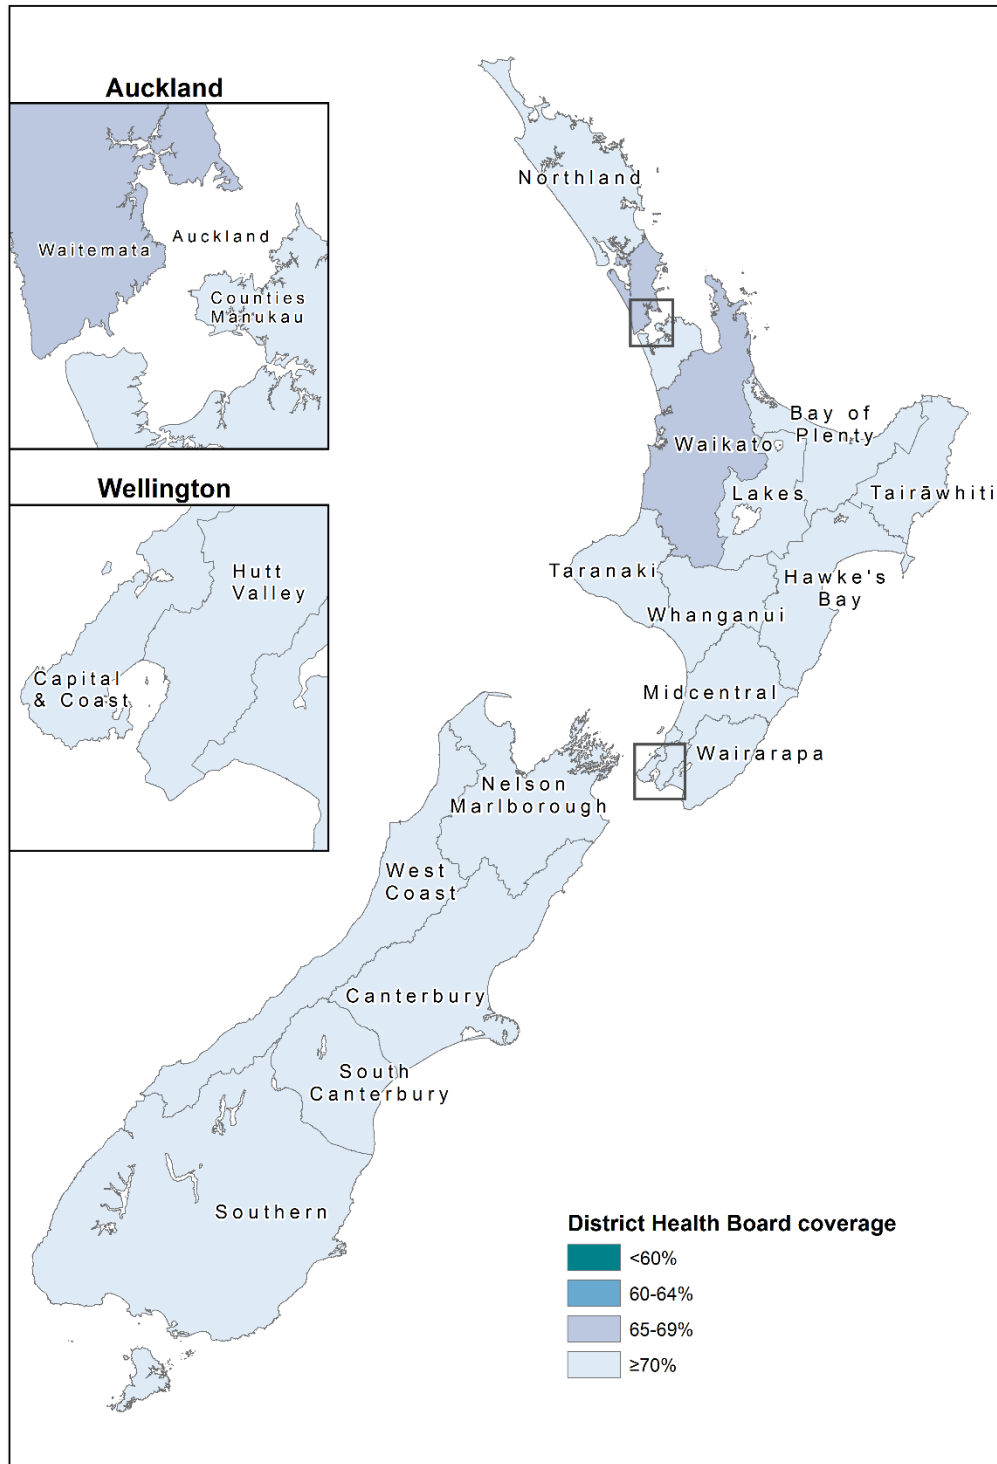 Auckland
Waitemata
Auckland
Counties
Manukau
Wellington
Hutt
Valley
Capital
& Coast
Northland
Waikato
Bay of
Plenty
Lakes
Tairāwhiti
Taranaki
Hawke's
Bay
Whanganui
Midcentral
Wairarapa
Nelson
Marlborough
West
Coast
Canterbury
South
Canterbury
Southern
District Health Board coverage
<60%
60-64%
65-69%
≥70%